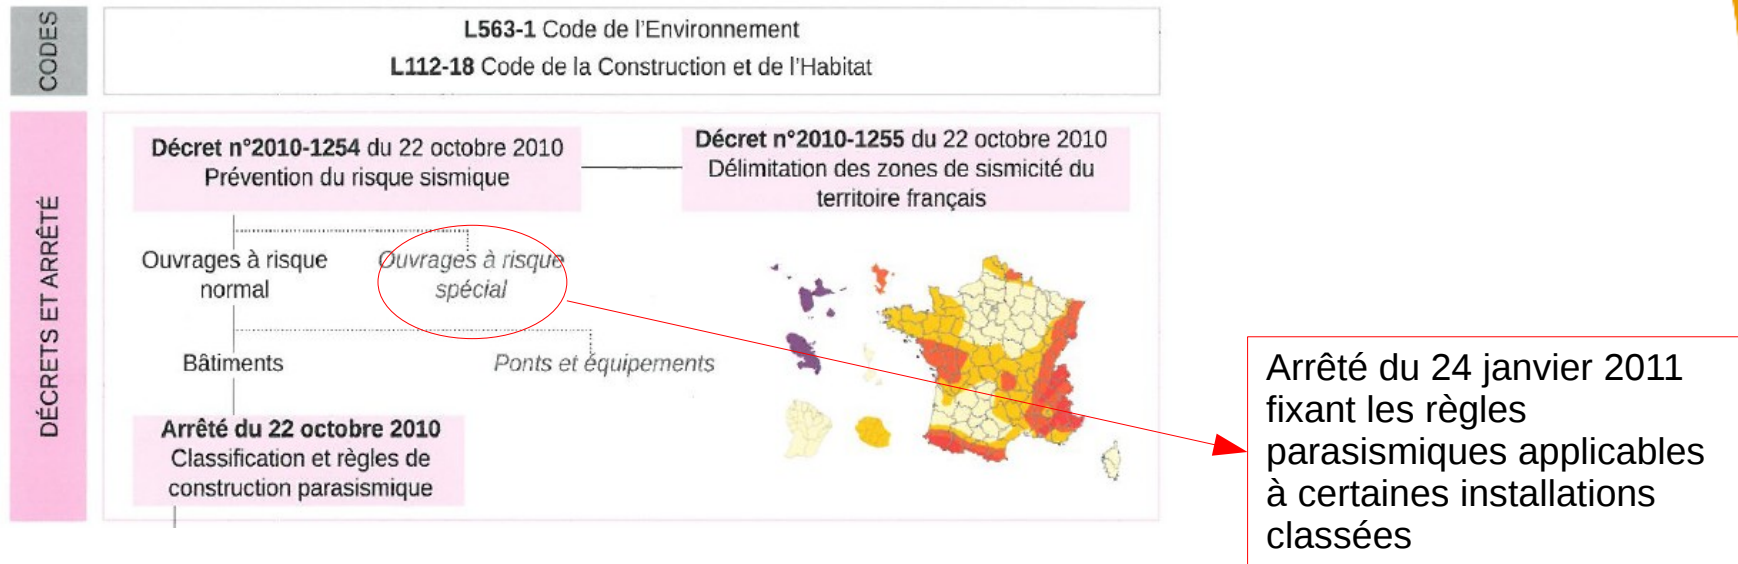 CODES
L563-1 Code de l'Environnement
L112-18 Code de la Construction et de l'Habitat
DÉCRETS ET ARRÊTÉ
Décret n°2010-1254 du 22 octobre 2010
Prévention du risque sismique
Décret n°2010-1255 du 22 octobre 2010
Délimitation des zones de sismicité du
territoire français
Ouvrages à risque
normal
Ouvrages à risque
spécial
Bâtiments
Ponts et équipements
Arrêté du 22 octobre 2010
Classification et règles de
construction parasismique
Arrêté du 24 janvier 2011
fixant les règles
parasismiques applicables
à certaines installations
classées